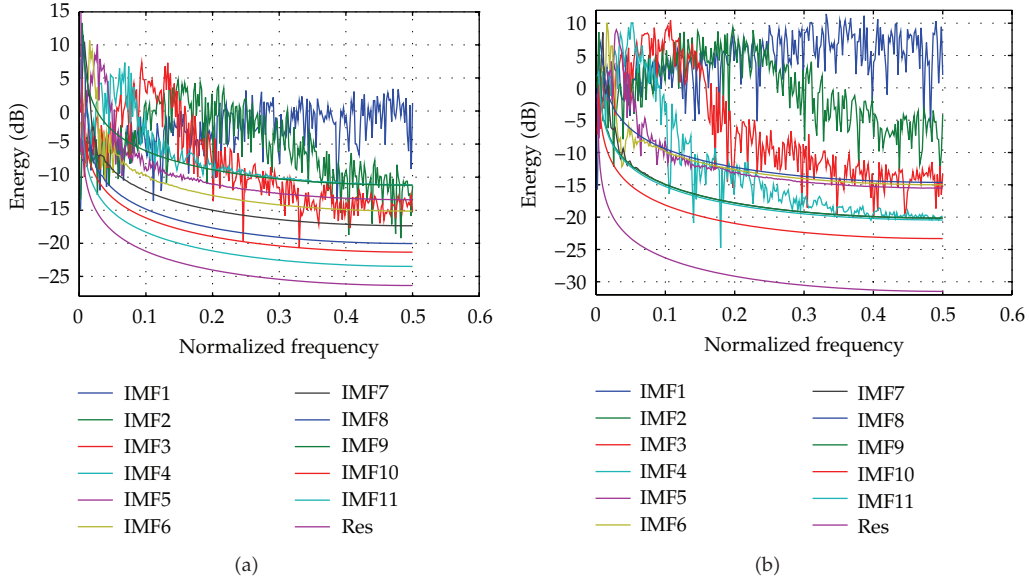 15
10
5
0
−5
−10
−15
−20
−25
Energy (dB)
0 0.1 0.2 0.3 0.4 0.5 0.6
Normalized frequency
IMF1
IMF2
IMF3
IMF4
IMF5
IMF6
IMF7
IMF8
IMF9
IMF10
IMF11
Res
(a)
10
5
0
−5
−10
−15
−20
−25
−30
Energy (dB)
0 0.1 0.2 0.3 0.4 0.5 0.6
Normalized frequency
IMF1
IMF2
IMF3
IMF4
IMF5
IMF6
IMF7
IMF8
IMF9
IMF10
IMF11
Res
(b)